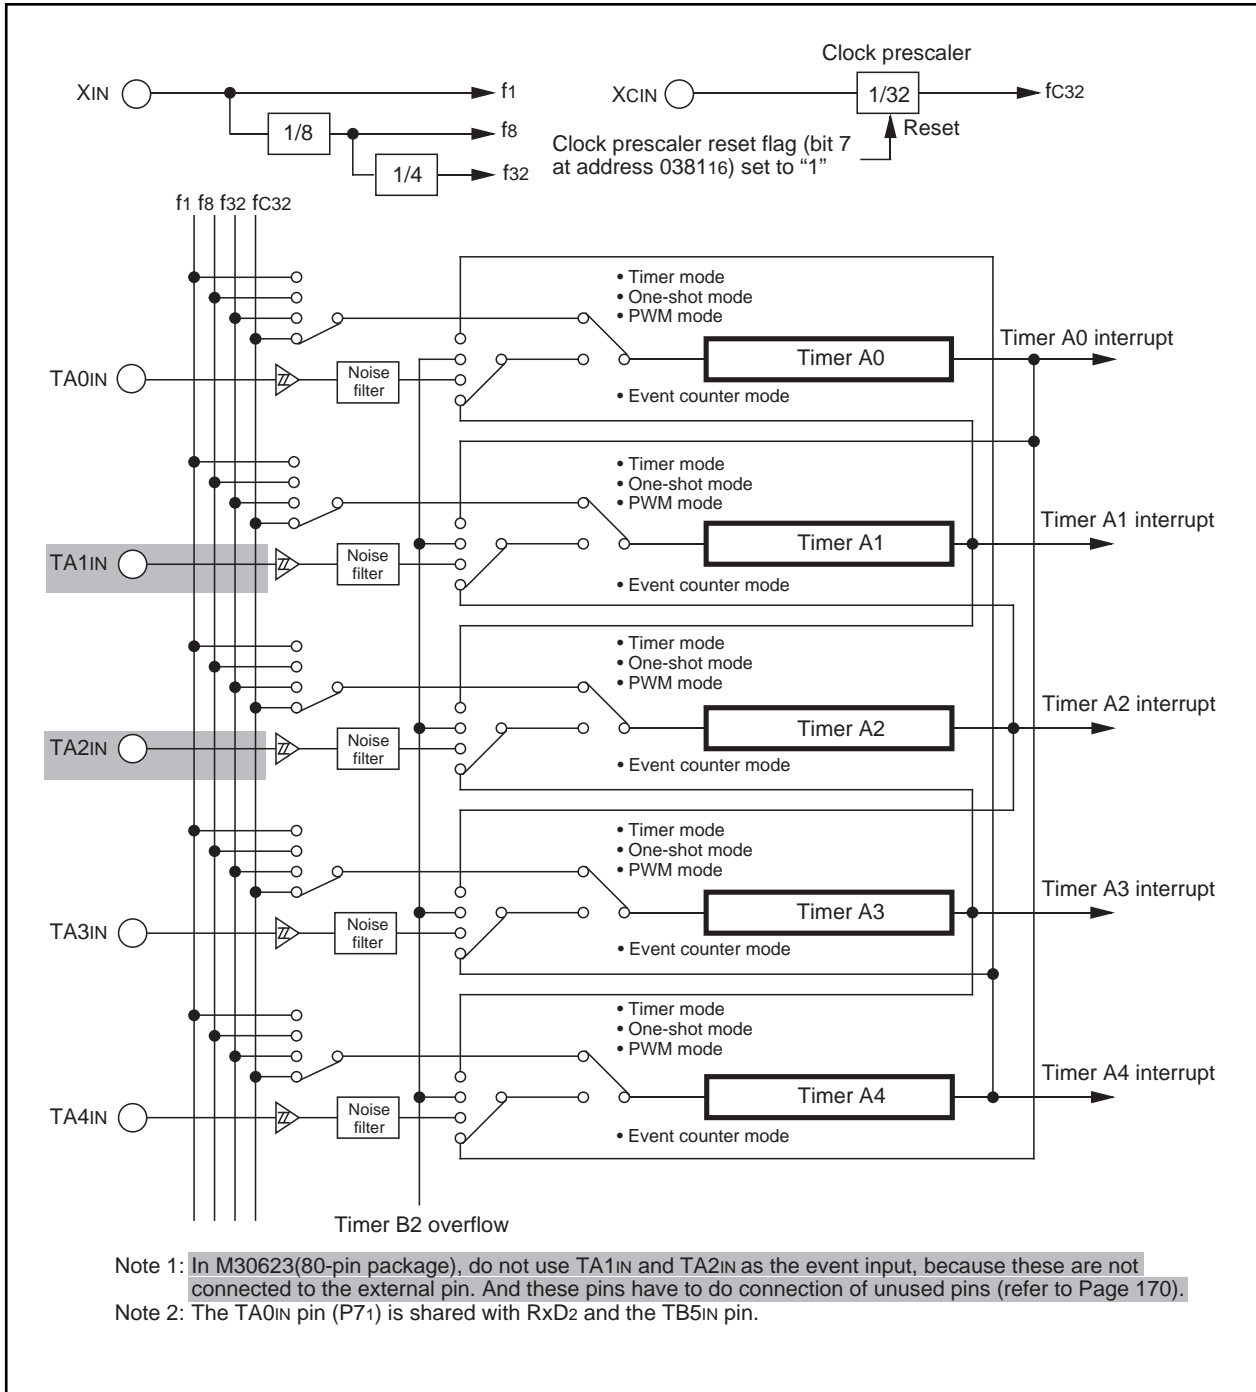 Clock prescaler
XIN
f1
XCIN
1/32
fC32
1/8
f8
Reset
Clock prescaler reset flag (bit 7
at address 038116) set to “1”
1/4
f32
f1 f8 f32 fC32
• Timer mode
• One-shot mode
• PWM mode
Timer A0 interrupt
TA0IN
Noise
filter
Timer A0
• Event counter mode
• Timer mode
• One-shot mode
• PWM mode
Timer A1 interrupt
TA1IN
Noise
filter
Timer A1
• Event counter mode
• Timer mode
• One-shot mode
• PWM mode
Timer A2 interrupt
TA2IN
Noise
filter
Timer A2
• Event counter mode
• Timer mode
• One-shot mode
• PWM mode
Timer A3 interrupt
TA3IN
Noise
filter
Timer A3
• Event counter mode
• Timer mode
• One-shot mode
• PWM mode
Timer A4 interrupt
TA4IN
Noise
filter
Timer A4
• Event counter mode
Timer B2 overflow
Note 1: In M30623(80-pin package), do not use TA1IN and TA2IN as the event input, because these are not
connected to the external pin. And these pins have to do connection of unused pins (refer to Page 170).
Note 2: The TA0IN pin (P71) is shared with RxD2 and the TB5IN pin.